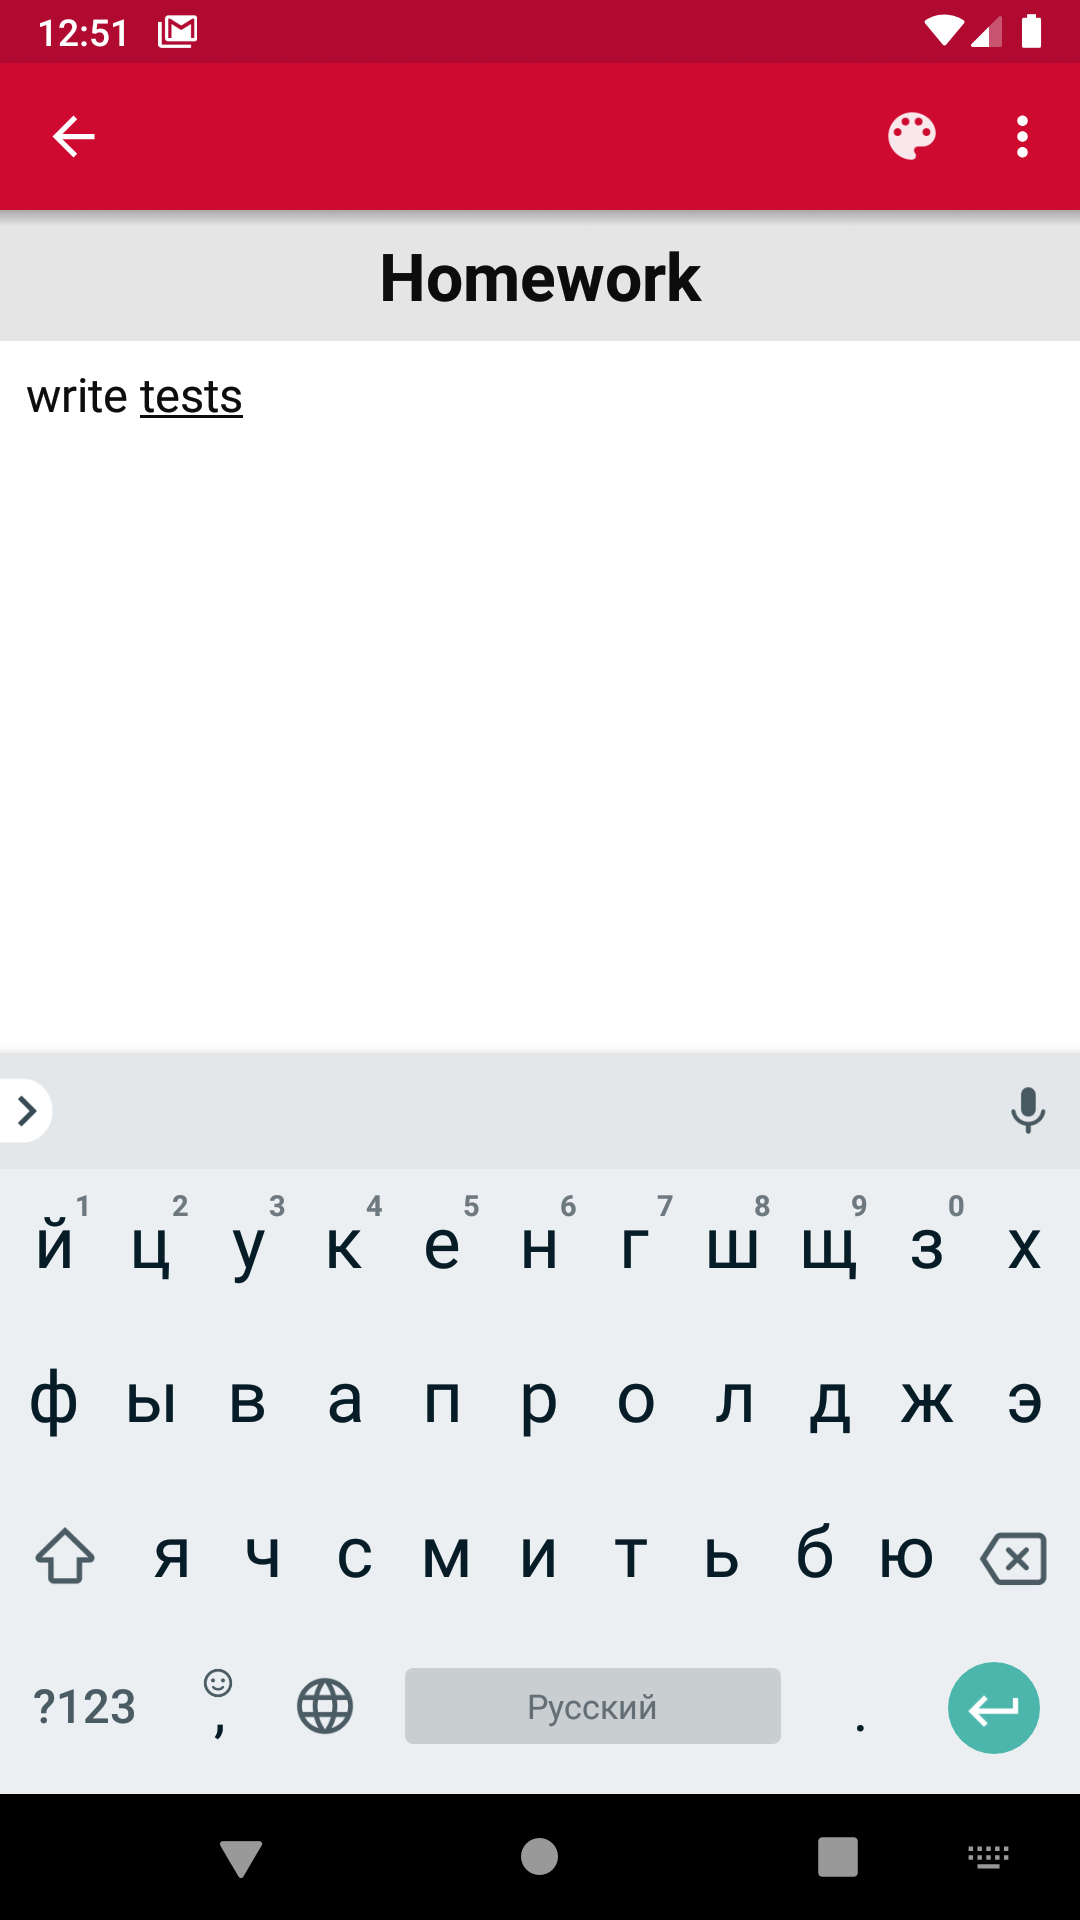 12:51
Homework
write tests
1 2 3 4 5 6 7 8 9 0
й ц у к е н г ш щ з х
ф ы в а п р о л д ж э
я ч с м и т ь б ю
?123 , Русский .